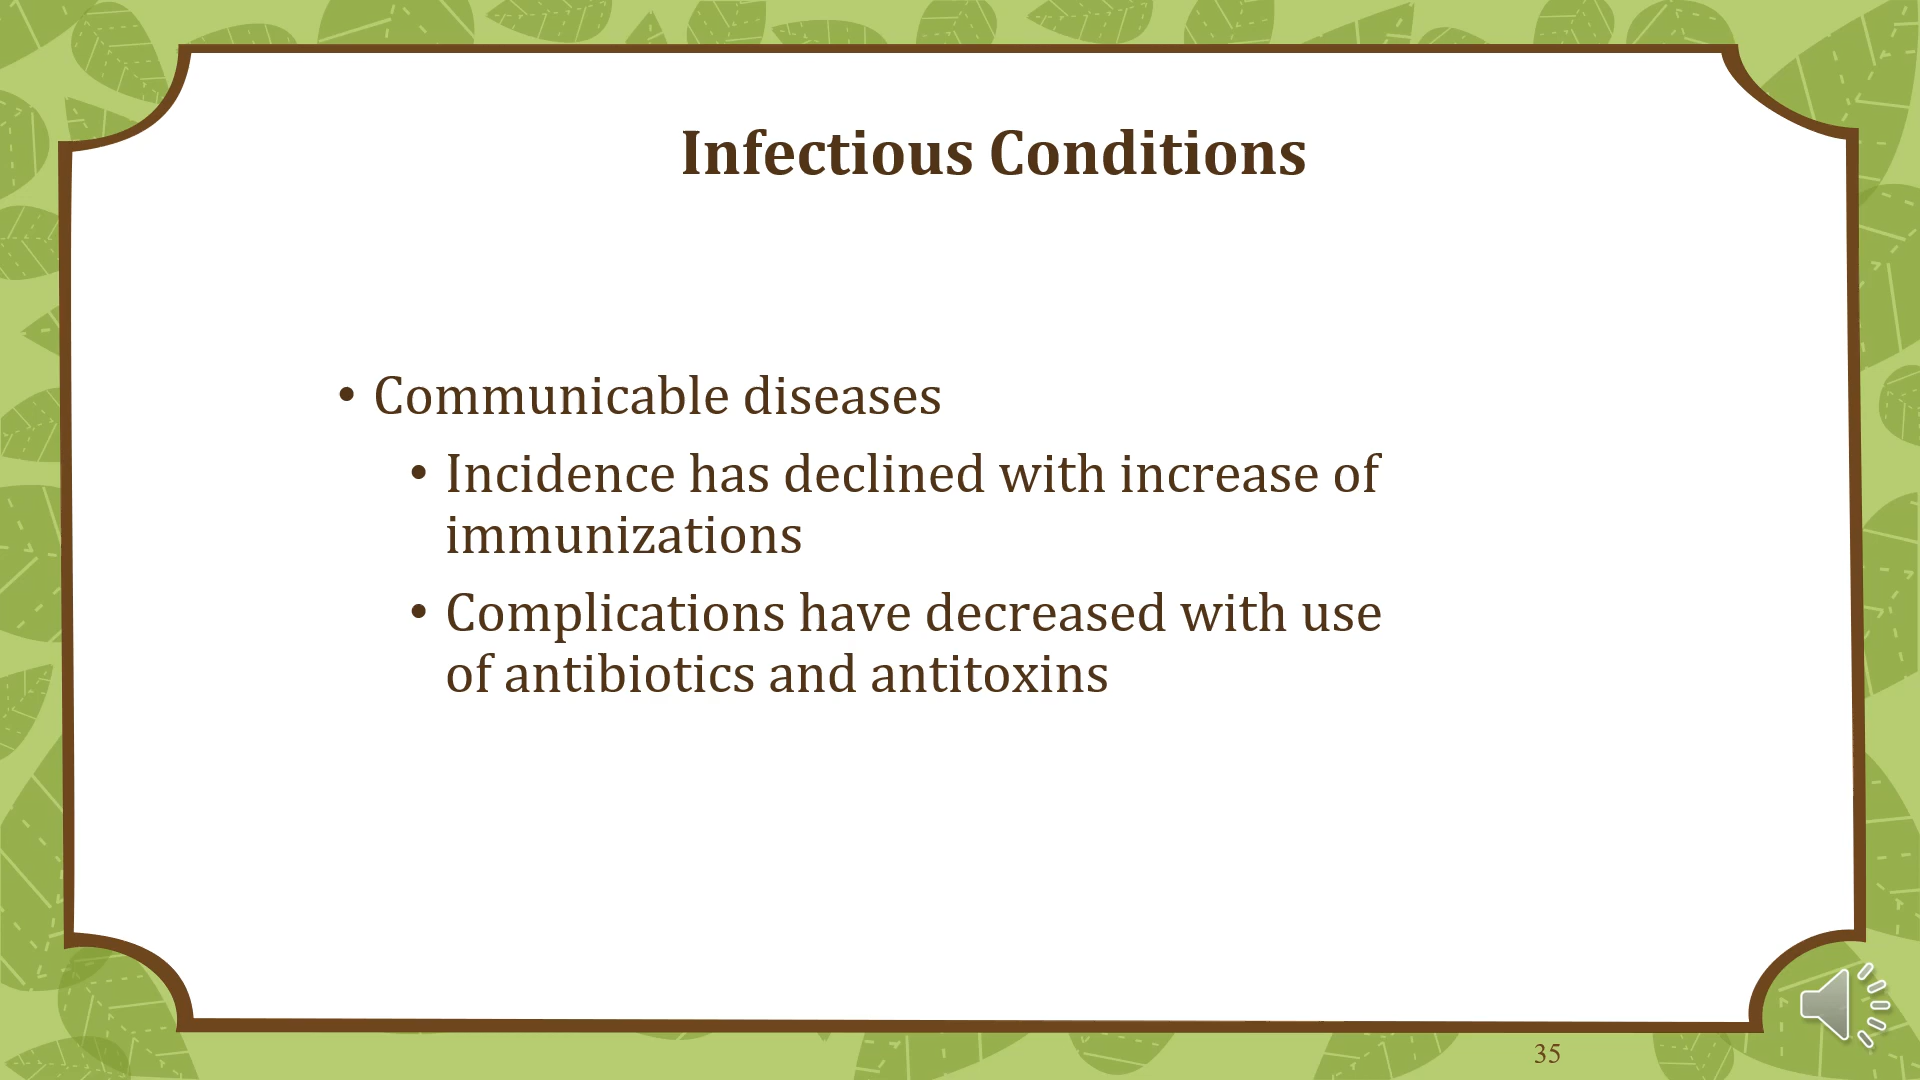 Infectious Conditions
• Communicable diseases
• Incidence has declined with increase of
immunizations
• Complications have decreased with use
of antibiotics and antitoxins
35